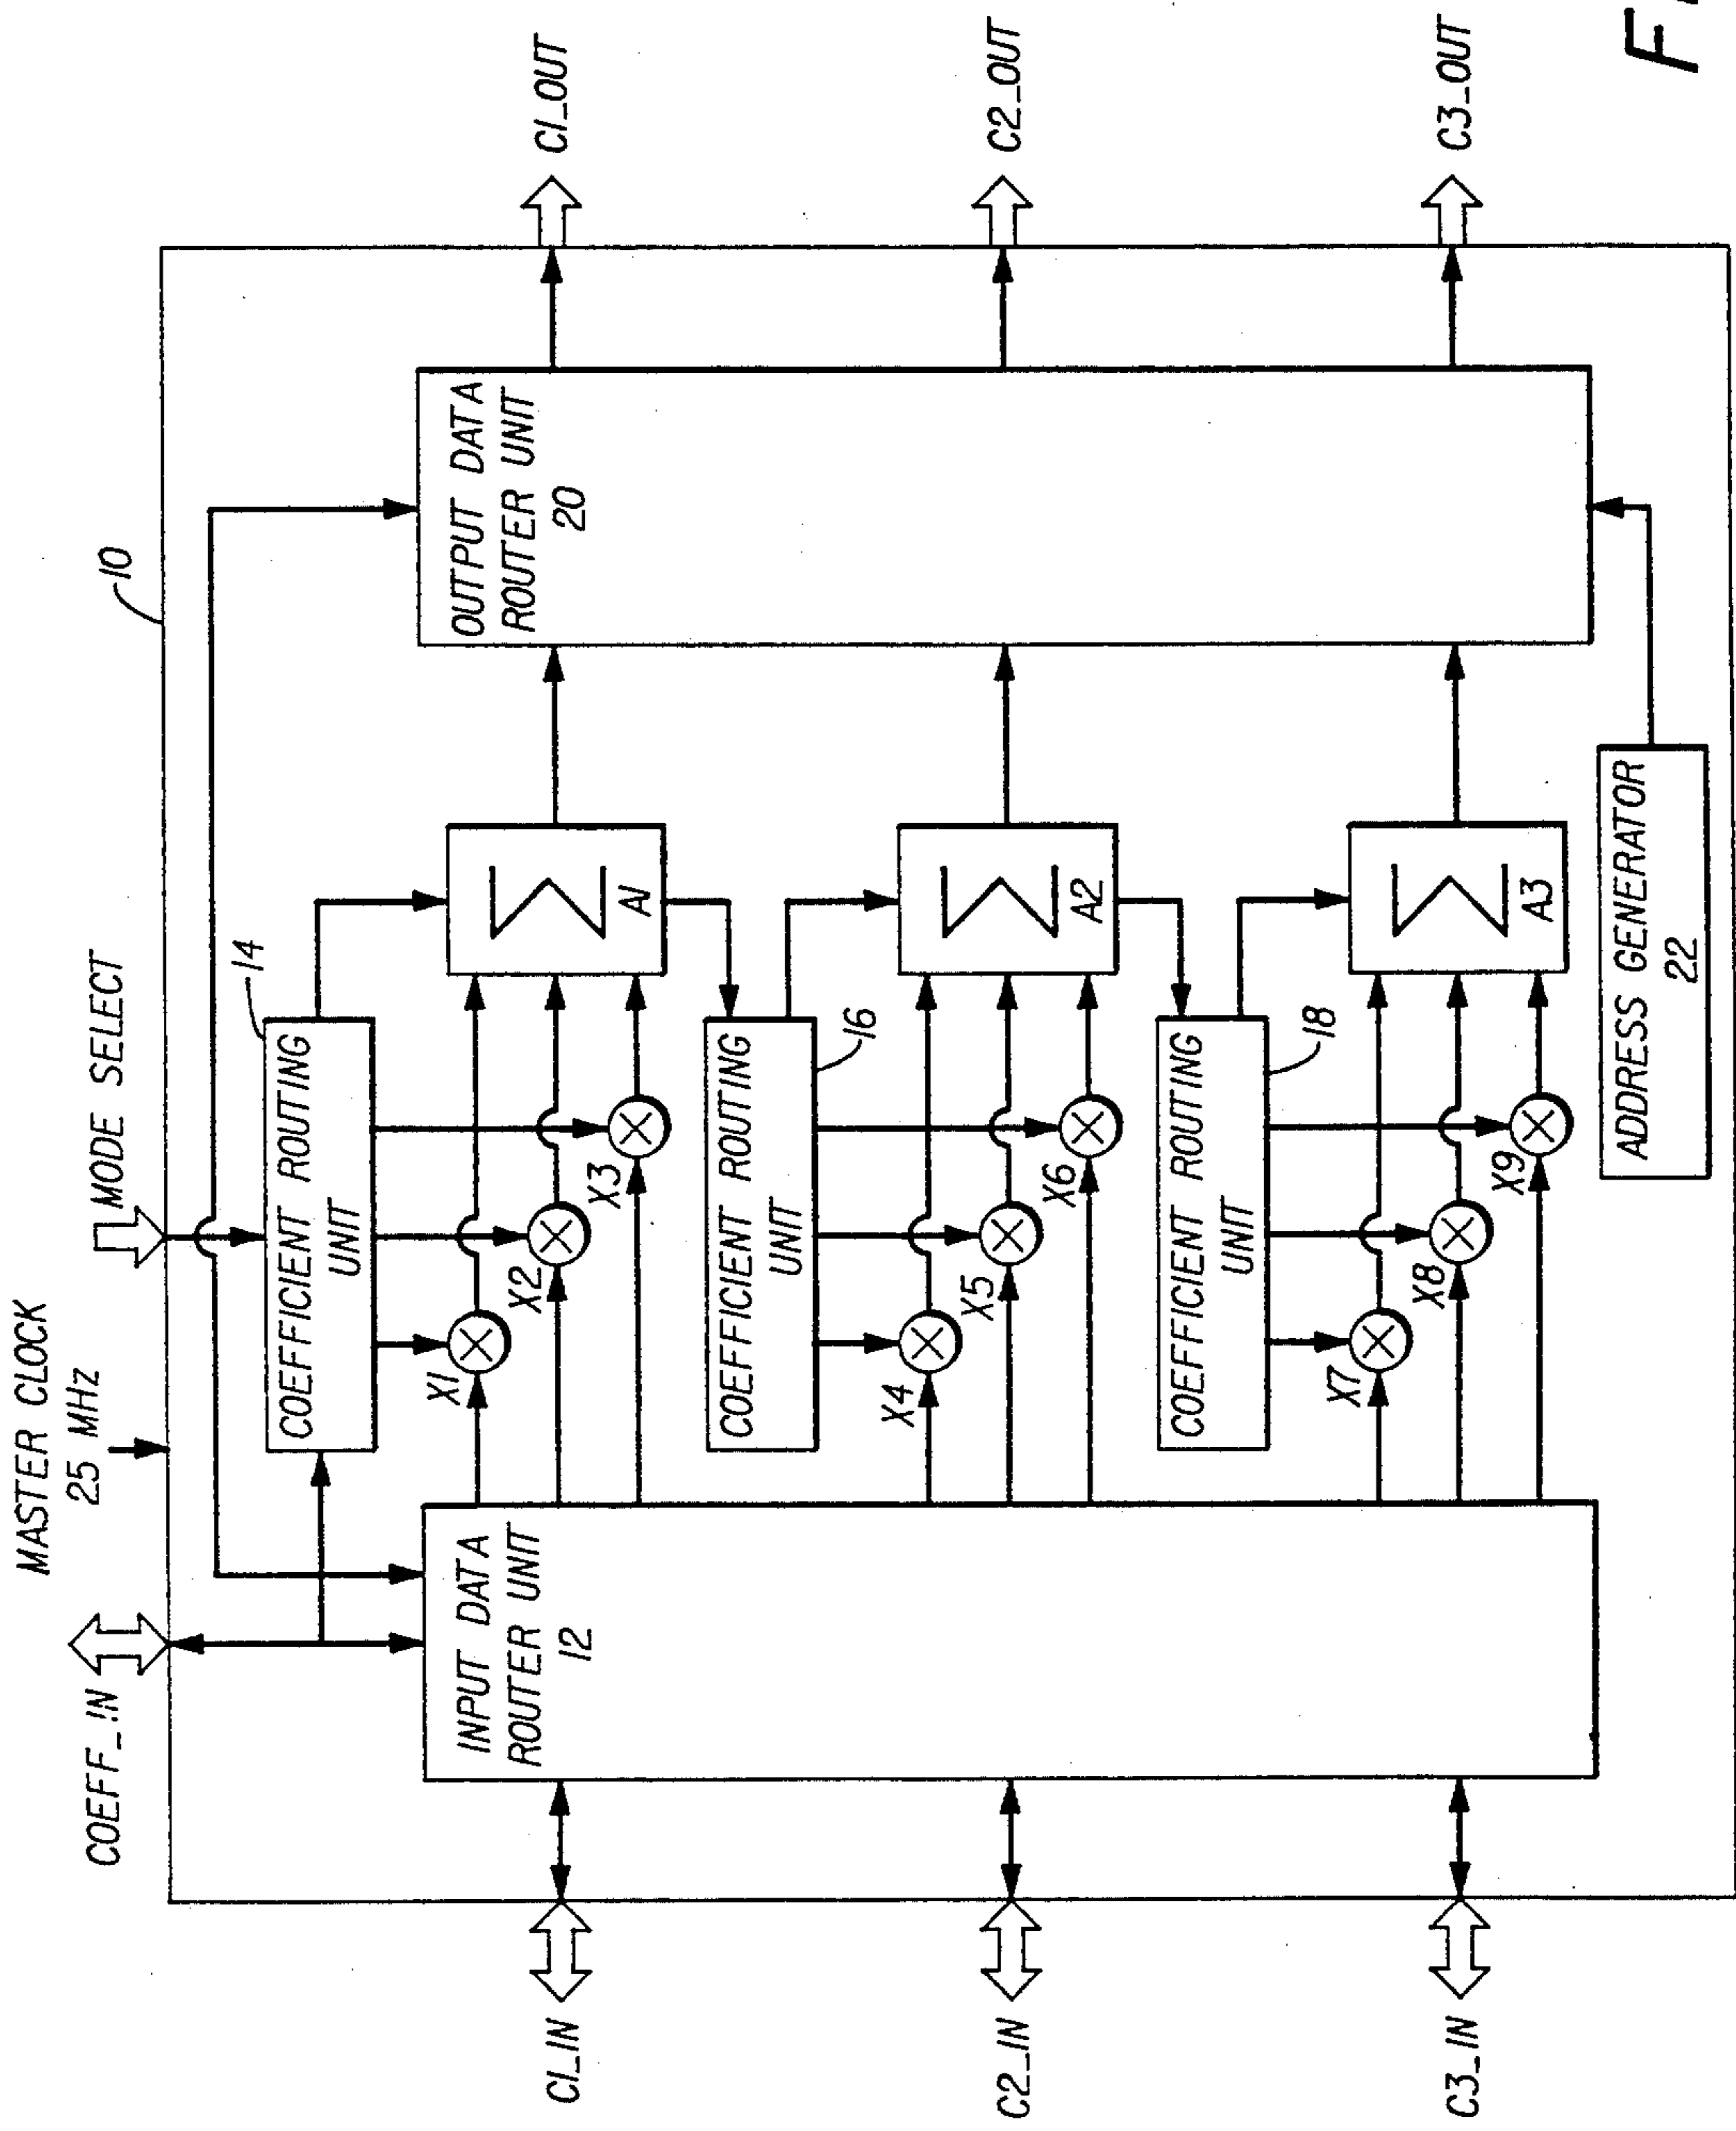 MASTER CLOCK
25 MHz
MODE SELECT
COEFF_IN
10
14
COEFFICIENT ROUTING
UNIT
INPUT DATA
ROUTER UNIT
12
OUTPUT DATA
ROUTER UNIT
20
X1
X2
X3
A1
C1_IN
C1_OUT
COEFFICIENT ROUTING
UNIT
16
X4
X5
X6
A2
C2_IN
C2_OUT
COEFFICIENT ROUTING
UNIT
18
X7
X8
X9
A3
C3_IN
C3_OUT
ADDRESS GENERATOR
22